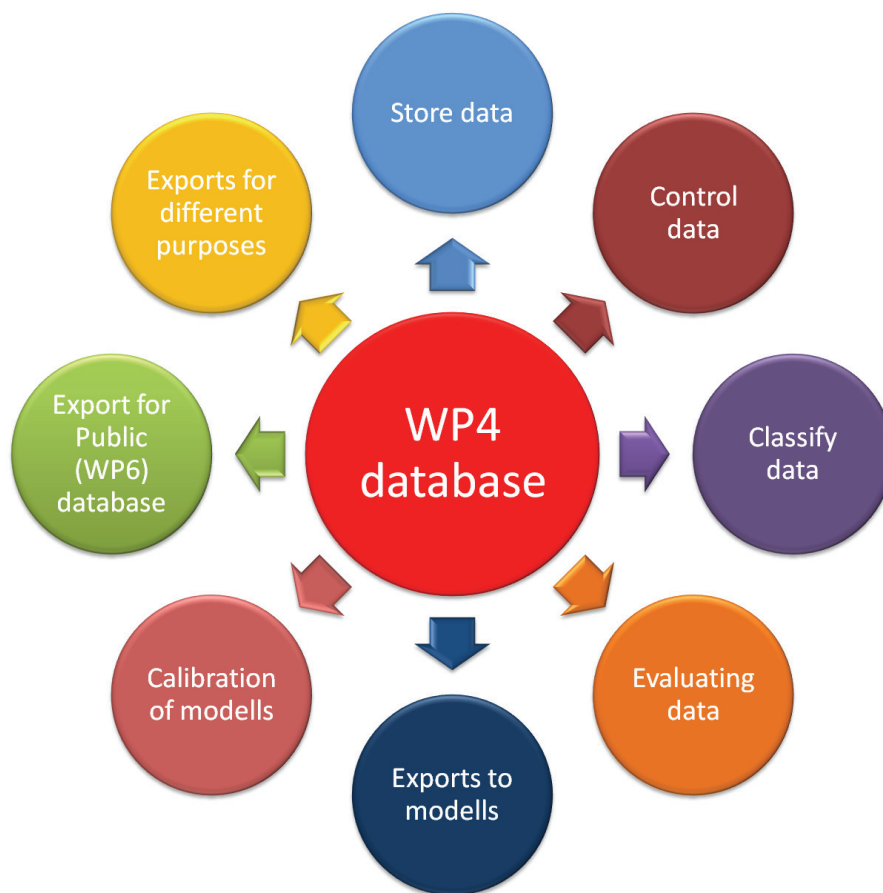 Store data
Control
data
Classify
data
Evaluating
data
Exports to
modells
Calibration
of modells
Export for
Public
(WP6)
database
Exports for
different
purposes
WP4
database